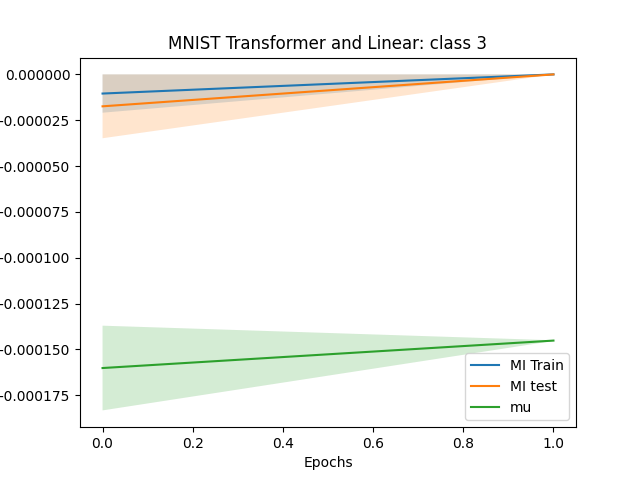 MNIST Transformer and Linear: class 3
0.000000
-0.000025
-0.000050
-0.000075
-0.000100
-0.000125
-0.000150
-0.000175
MI Train
MI test
mu
0.0 0.2 0.4 0.6 0.8 1.0
Epochs